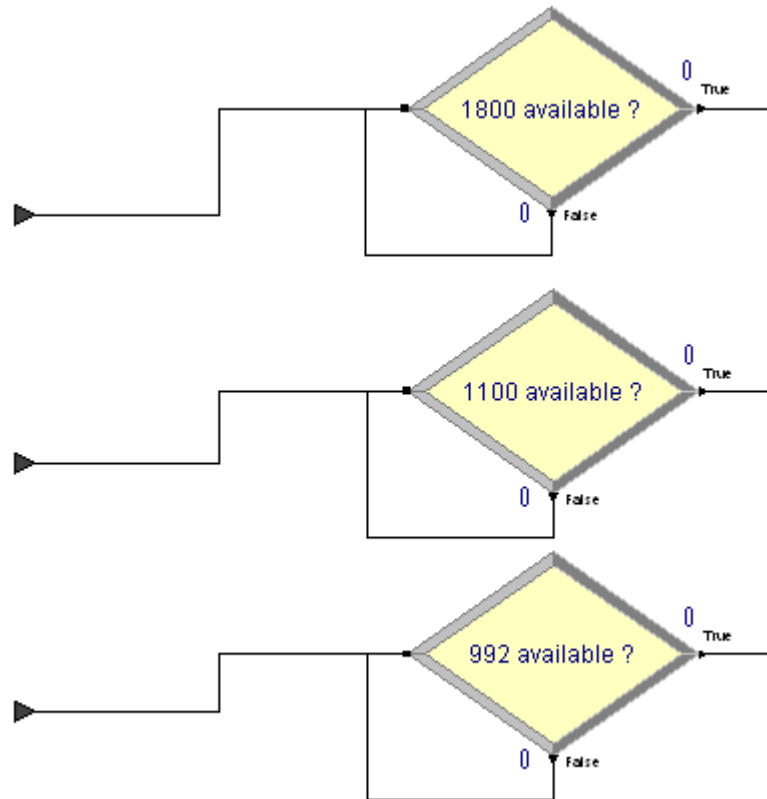 0
True
1800 available ?
0
False
0
True
1100 available ?
0
False
0
True
992 available ?
0
False